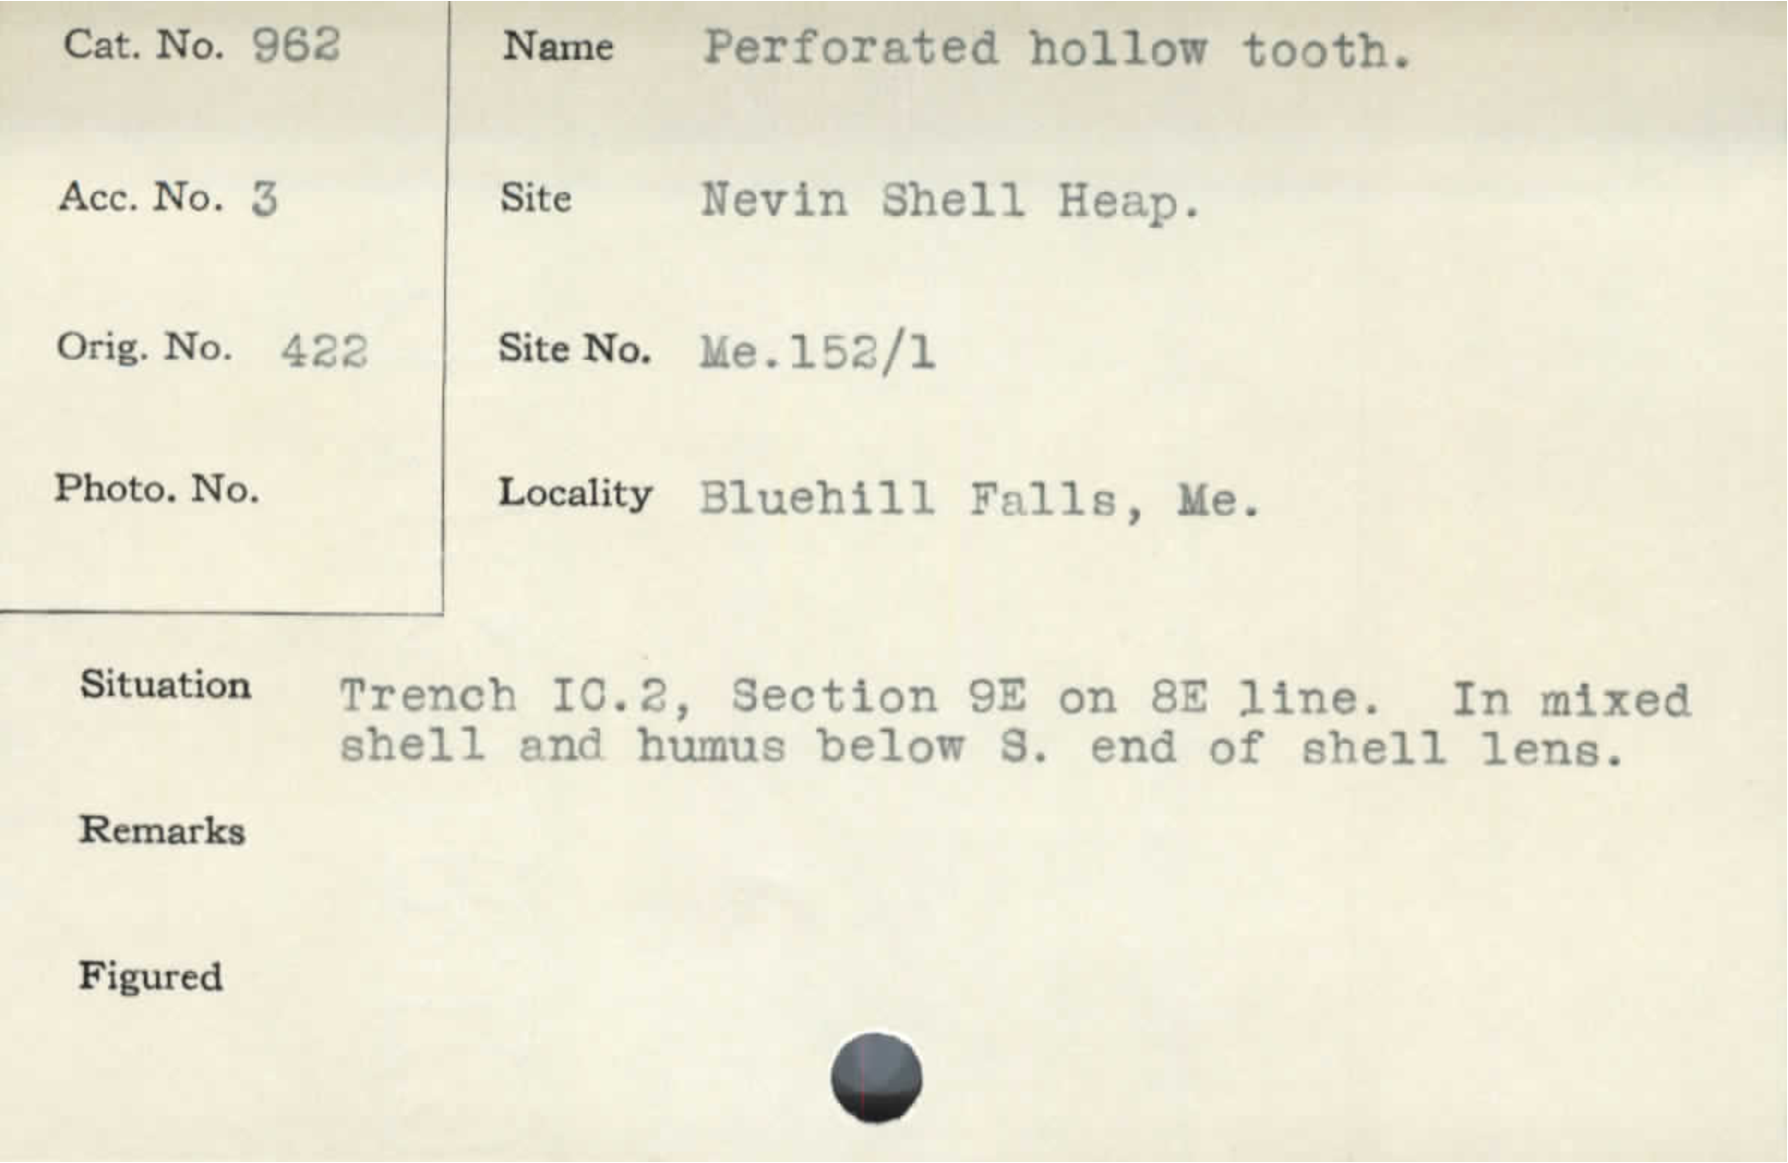 Cat. No. 962
Name Perforated hollow tooth.
Acc. No. 3
Site Nevin Shell Heap.
Orig. No. 422
Site No. Me.152/1
Photo. No.
Locality Bluehill Falls, Me.
Situation Trench IC.2, Section 9E on 8E line. In mixed
shell and humus below S. end of shell lens.
Remarks
Figured